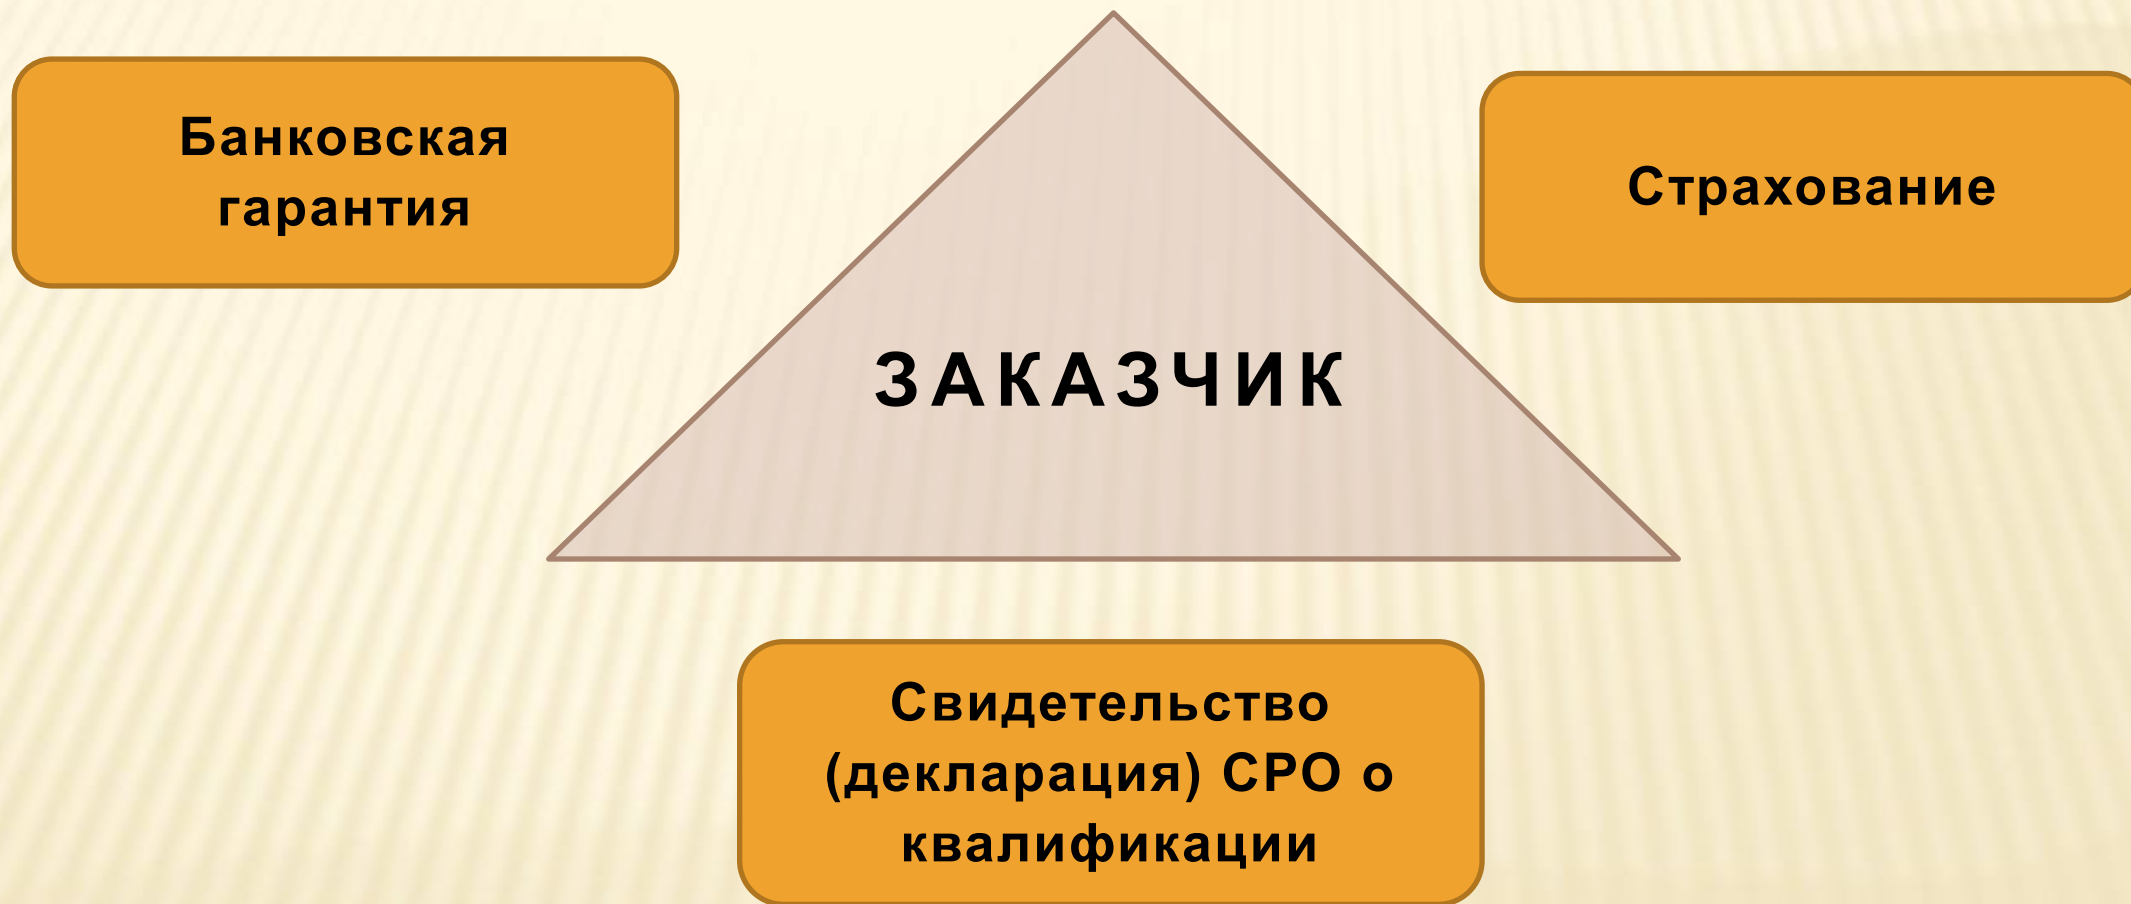 Банковская
гарантия
Страхование
ЗАКАЗЧИК
Свидетельство
(декларация) СРО о
квалификации